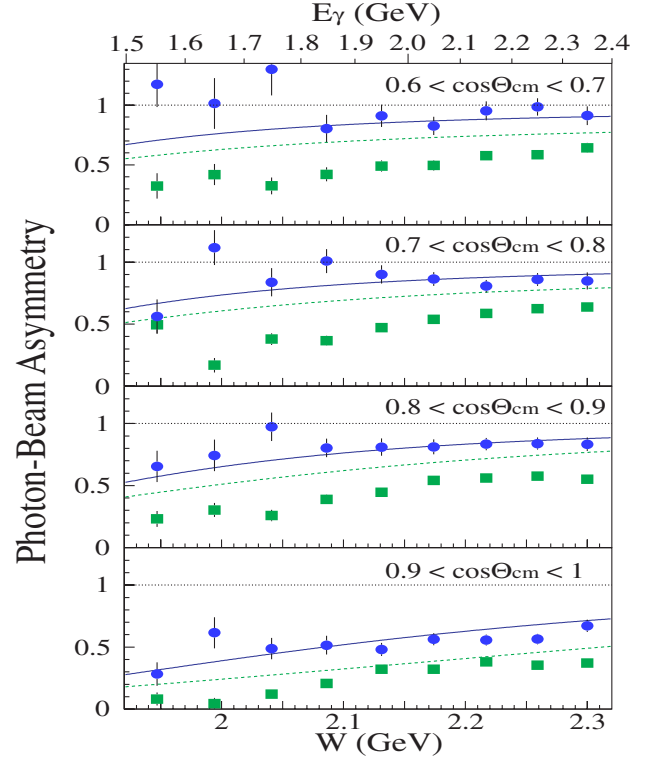 Eγ (GeV)
1.5 1.6 1.7 1.8 1.9 2.0 2.1 2.2 2.3 2.4
0.6 < cosΘcm < 0.7
1
0.5
0
0.7 < cosΘcm < 0.8
1
0.5
0
0.8 < cosΘcm < 0.9
1
0.5
0
0.9 < cosΘcm < 1
1
0.5
0
Photon-Beam Asymmetry
2 2.1 2.2 2.3
W (GeV)